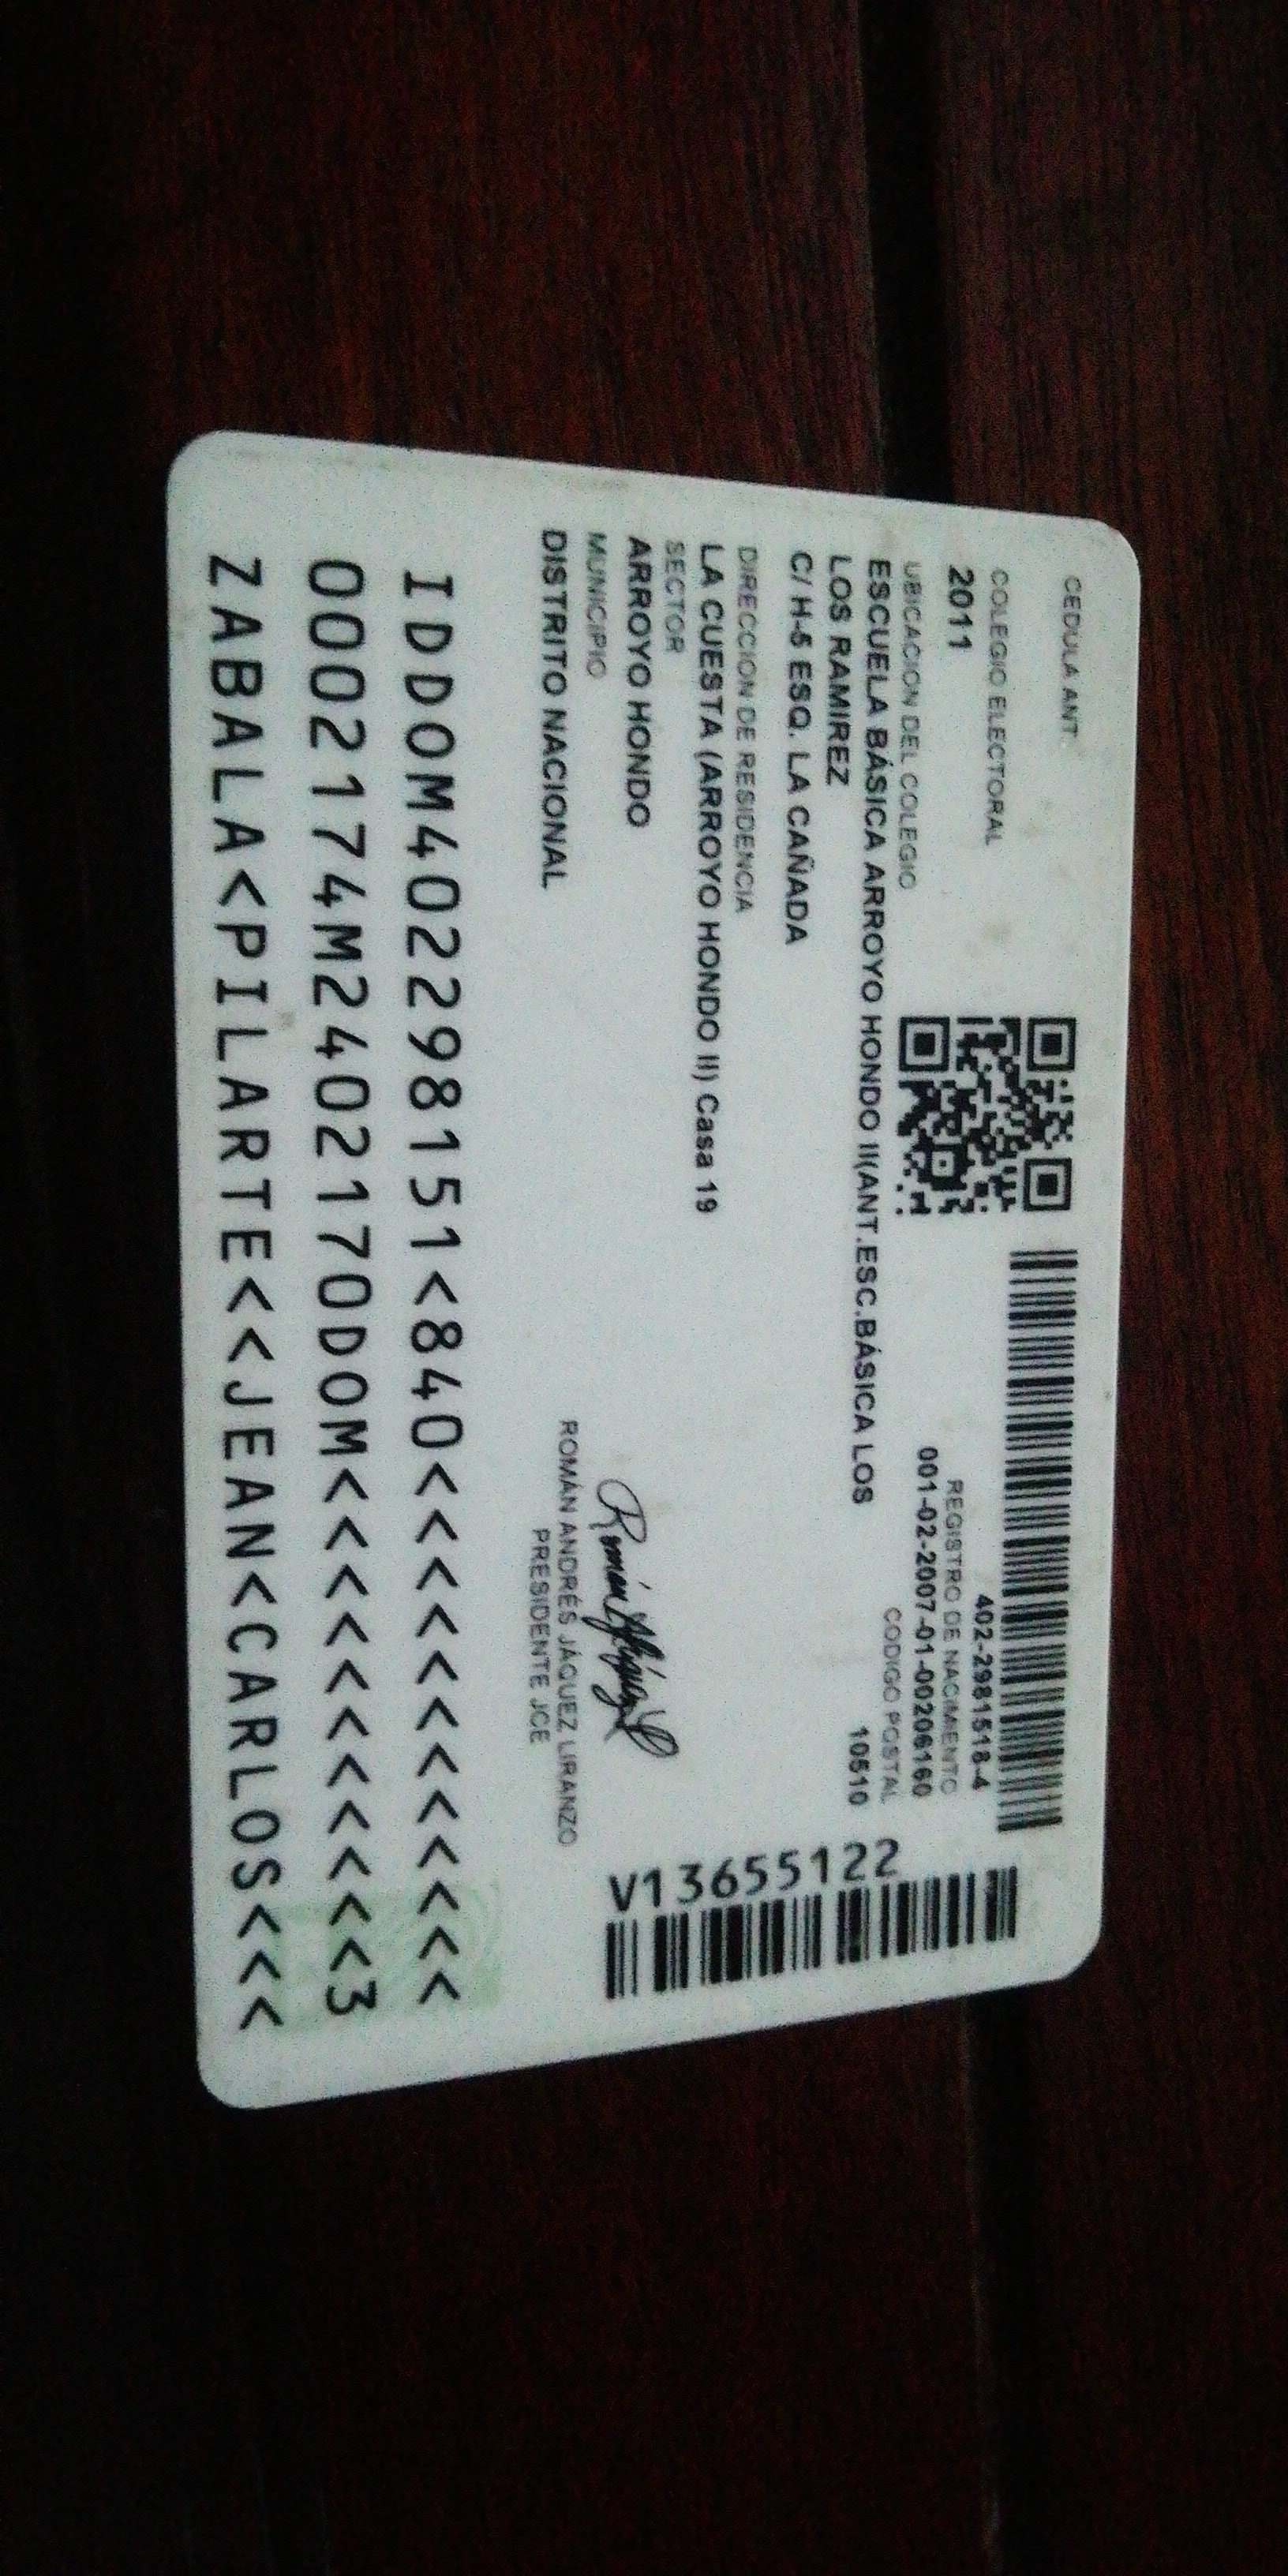 CEDULA ANT.
COLEGIO ELECTORAL
2011
402-2981518-4
REGISTRO DE NACIMIENTO
001-02-2007-01-00206160
UBICACION DEL COLEGIO
CODIGO POSTAL
ESCUELA BÁSICA ARROYO HONDO II(ANT.ESC.BÁSICA LOS
10510
LOS RAMIREZ
C/ H-5 ESQ. LA CAÑADA
DIRECCION DE RESIDENCIA
LA CUESTA (ARROYO HONDO II) Casa 19
SECTOR
ARROYO HONDO
MUNICIPIO
DISTRITO NACIONAL
V13655122
ROMÁN ANDRÉS JÁQUEZ LIRANZO
PRESIDENTE JCE
IDDOM402298151<840<<<<<<<<<<<<
0002174M2402170DOM<<<<<<<<<<<3
ZABALA<PILARTE<<JEAN<CARLOS<<<